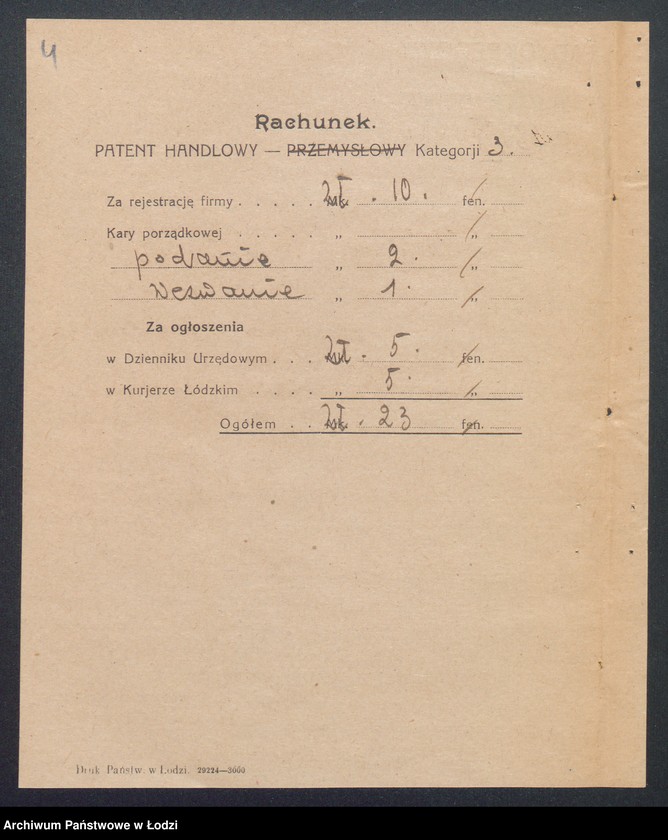 4
Rachunek.
PATENT HANDLOWY — PRZEMYSŁOWY Kategorji 3.
Za rejestrację firmy . . . . . Zł. 10. fen.
Kary porządkowej . . . . . „ „
podanie „ 2. „
wezwanie „ 1. „
Za ogłoszenia
w Dzienniku Urzędowym . . . Zł. 5. fen.
w Kurjerze Łódzkim . . . . „ 5. „
Ogółem . . Zł. 23 fen.
Druk Państw. w Łodzi. 29224—3000
Archiwum Państwowe w Łodzi